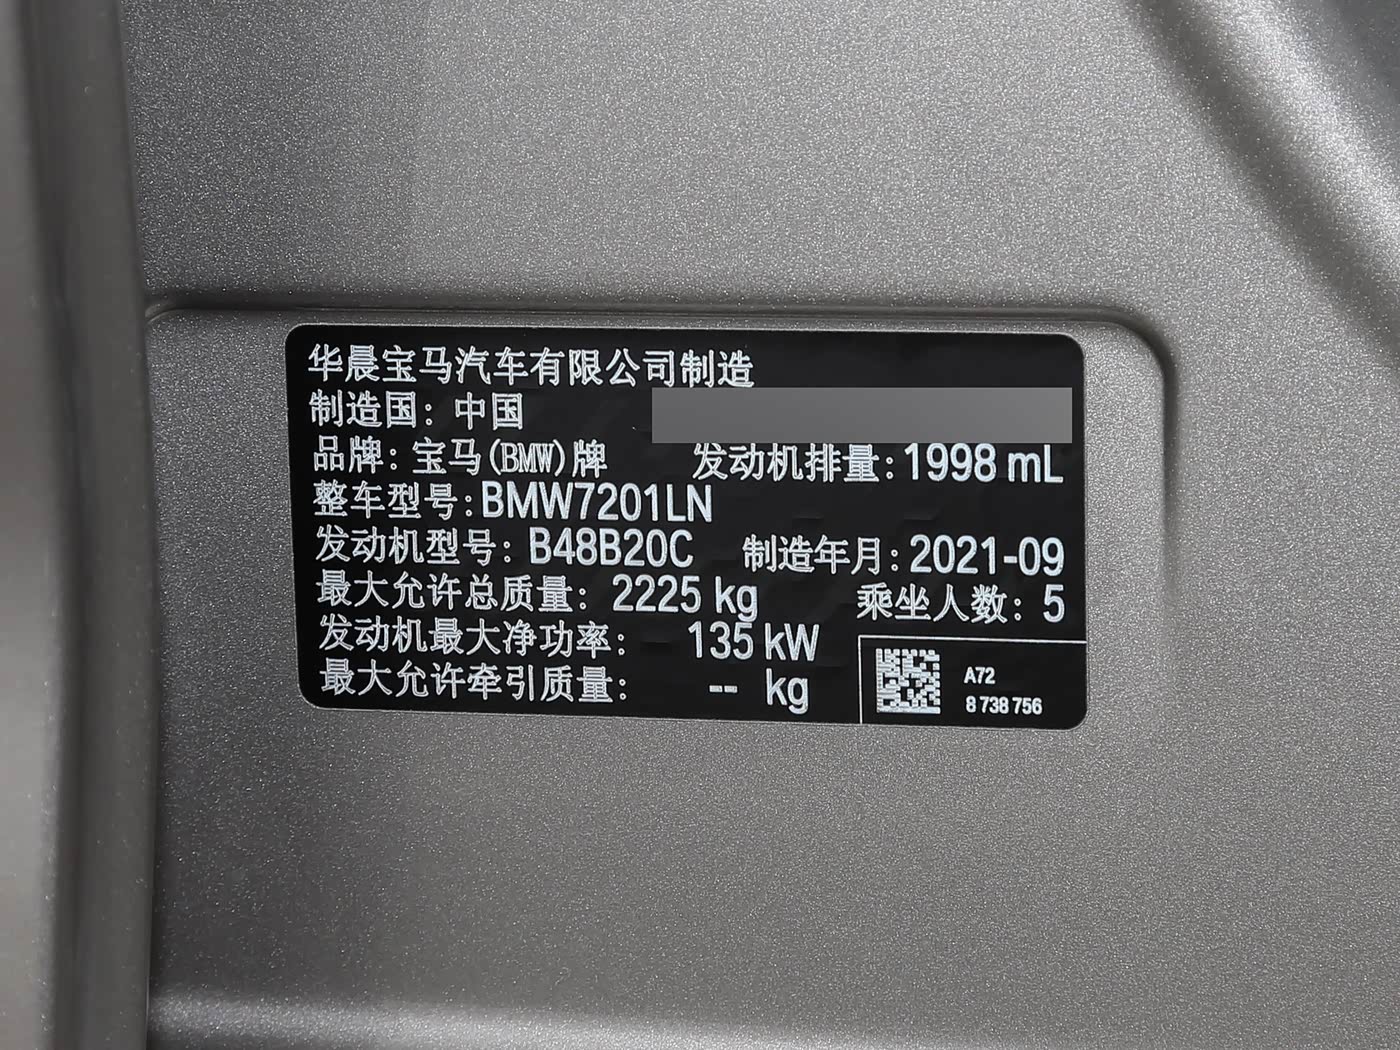 华晨宝马汽车有限公司制造
制造国：中国
品牌：宝马(BMW)牌 发动机排量：1998 mL
整车型号：BMW7201LN
发动机型号：B48B20C 制造年月：2021-09
最大允许总质量：2225 kg 乘坐人数：5
发动机最大净功率：135 kW
最大允许牵引质量：-- kg
A72
8 738 756